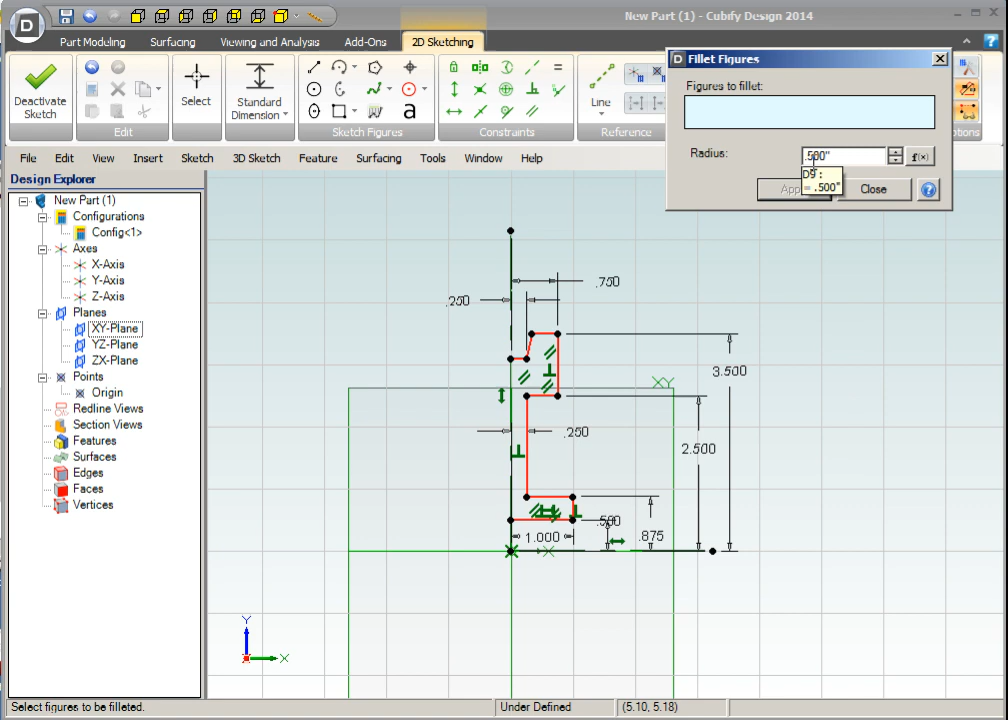 New Part (1) - Cubify Design 2014
D
Part Modeling Surfacing Viewing and Analysis Add-Ons 2D Sketching
Deactivate Sketch
Edit
Select
Standard Dimension
a
Sketch Figures
Constraints
Line
Reference
File Edit View Insert Sketch 3D Sketch Feature Surfacing Tools Window Help
Fillet Figures
Figures to fillet:
Radius: .500"
f(x)
D9 :
= .500"
Close
Design Explorer
New Part (1)
Configurations
Config<1>
Axes
X-Axis
Y-Axis
Z-Axis
Planes
XY-Plane
YZ-Plane
ZX-Plane
Points
Origin
Redline Views
Section Views
Features
Surfaces
Edges
Faces
Vertices
.750
.250
3.500
XY
.250
2.500
.500
1.000
.875
X
Y
X
Select figures to be filleted. Under Defined (5.10, 5.18)